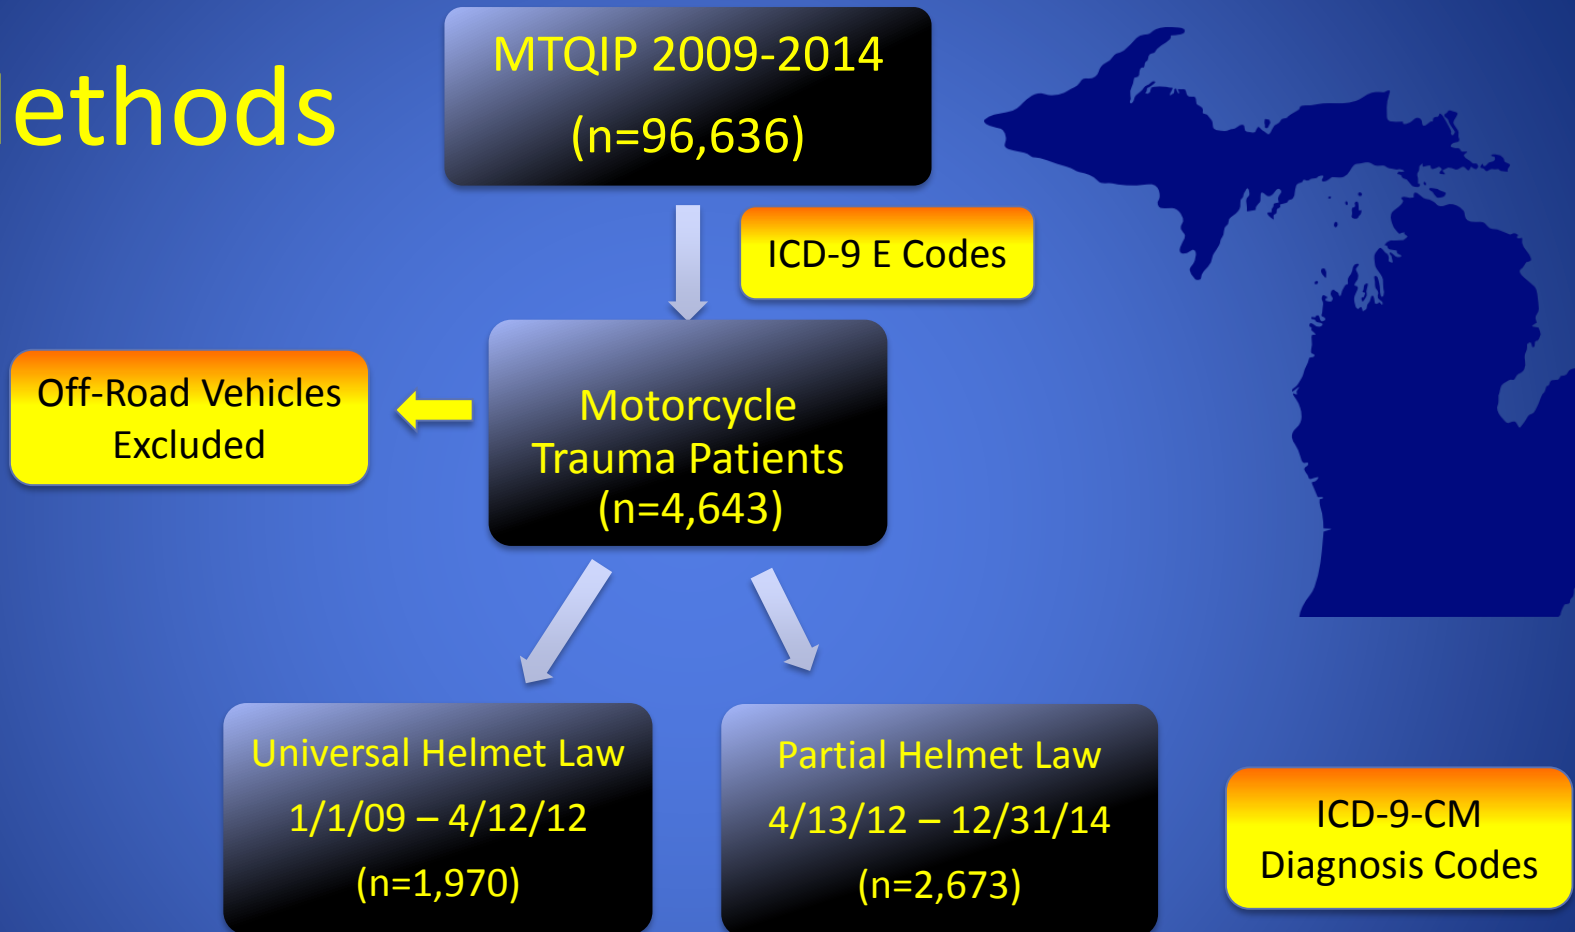 ethods
MTQIP 2009-2014
(n=96,636)
ICD-9 E Codes
Off-Road Vehicles
Excluded
Motorcycle
Trauma Patients
(n=4,643)
Universal Helmet Law
1/1/09 – 4/12/12
(n=1,970)
Partial Helmet Law
4/13/12 – 12/31/14
(n=2,673)
ICD-9-CM
Diagnosis Codes